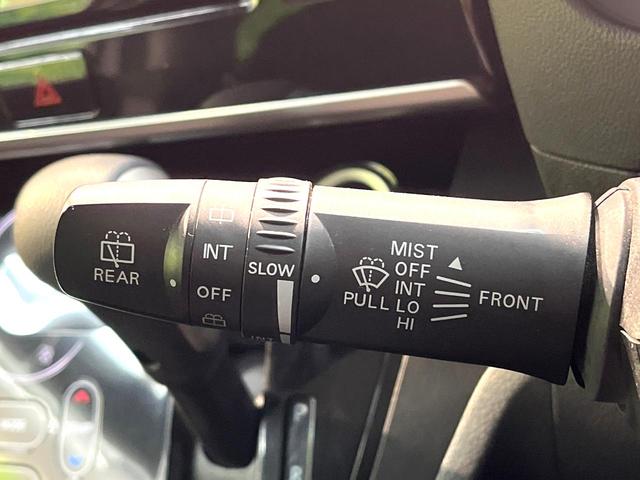 REAR
INT
OFF
SLOW
PULL
MIST
OFF
INT
LO
HI
FRONT